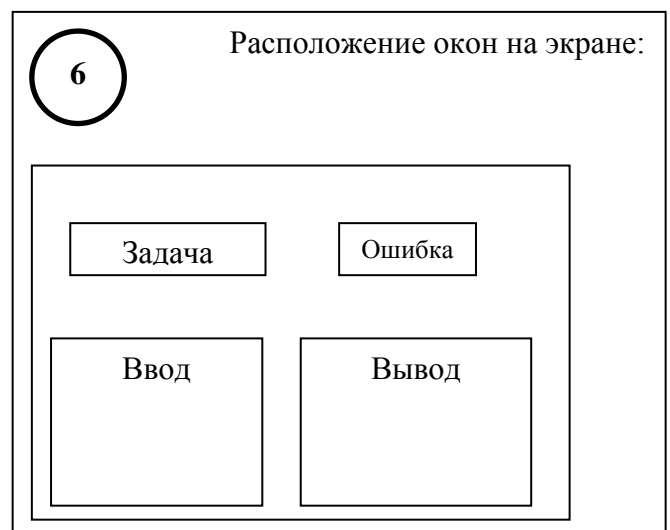 6
Расположение окон на экране:
Задача
Ошибка
Ввод
Вывод